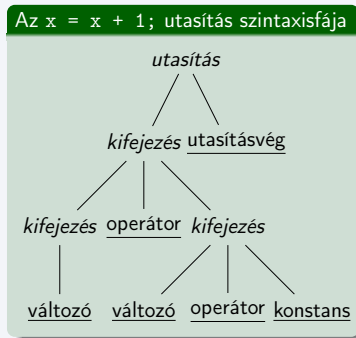 Az x = x + 1; utasítás szintaxisfája
utasítás
kifejezés utasításvég
kifejezés operátor kifejezés
változó változó operátor konstans